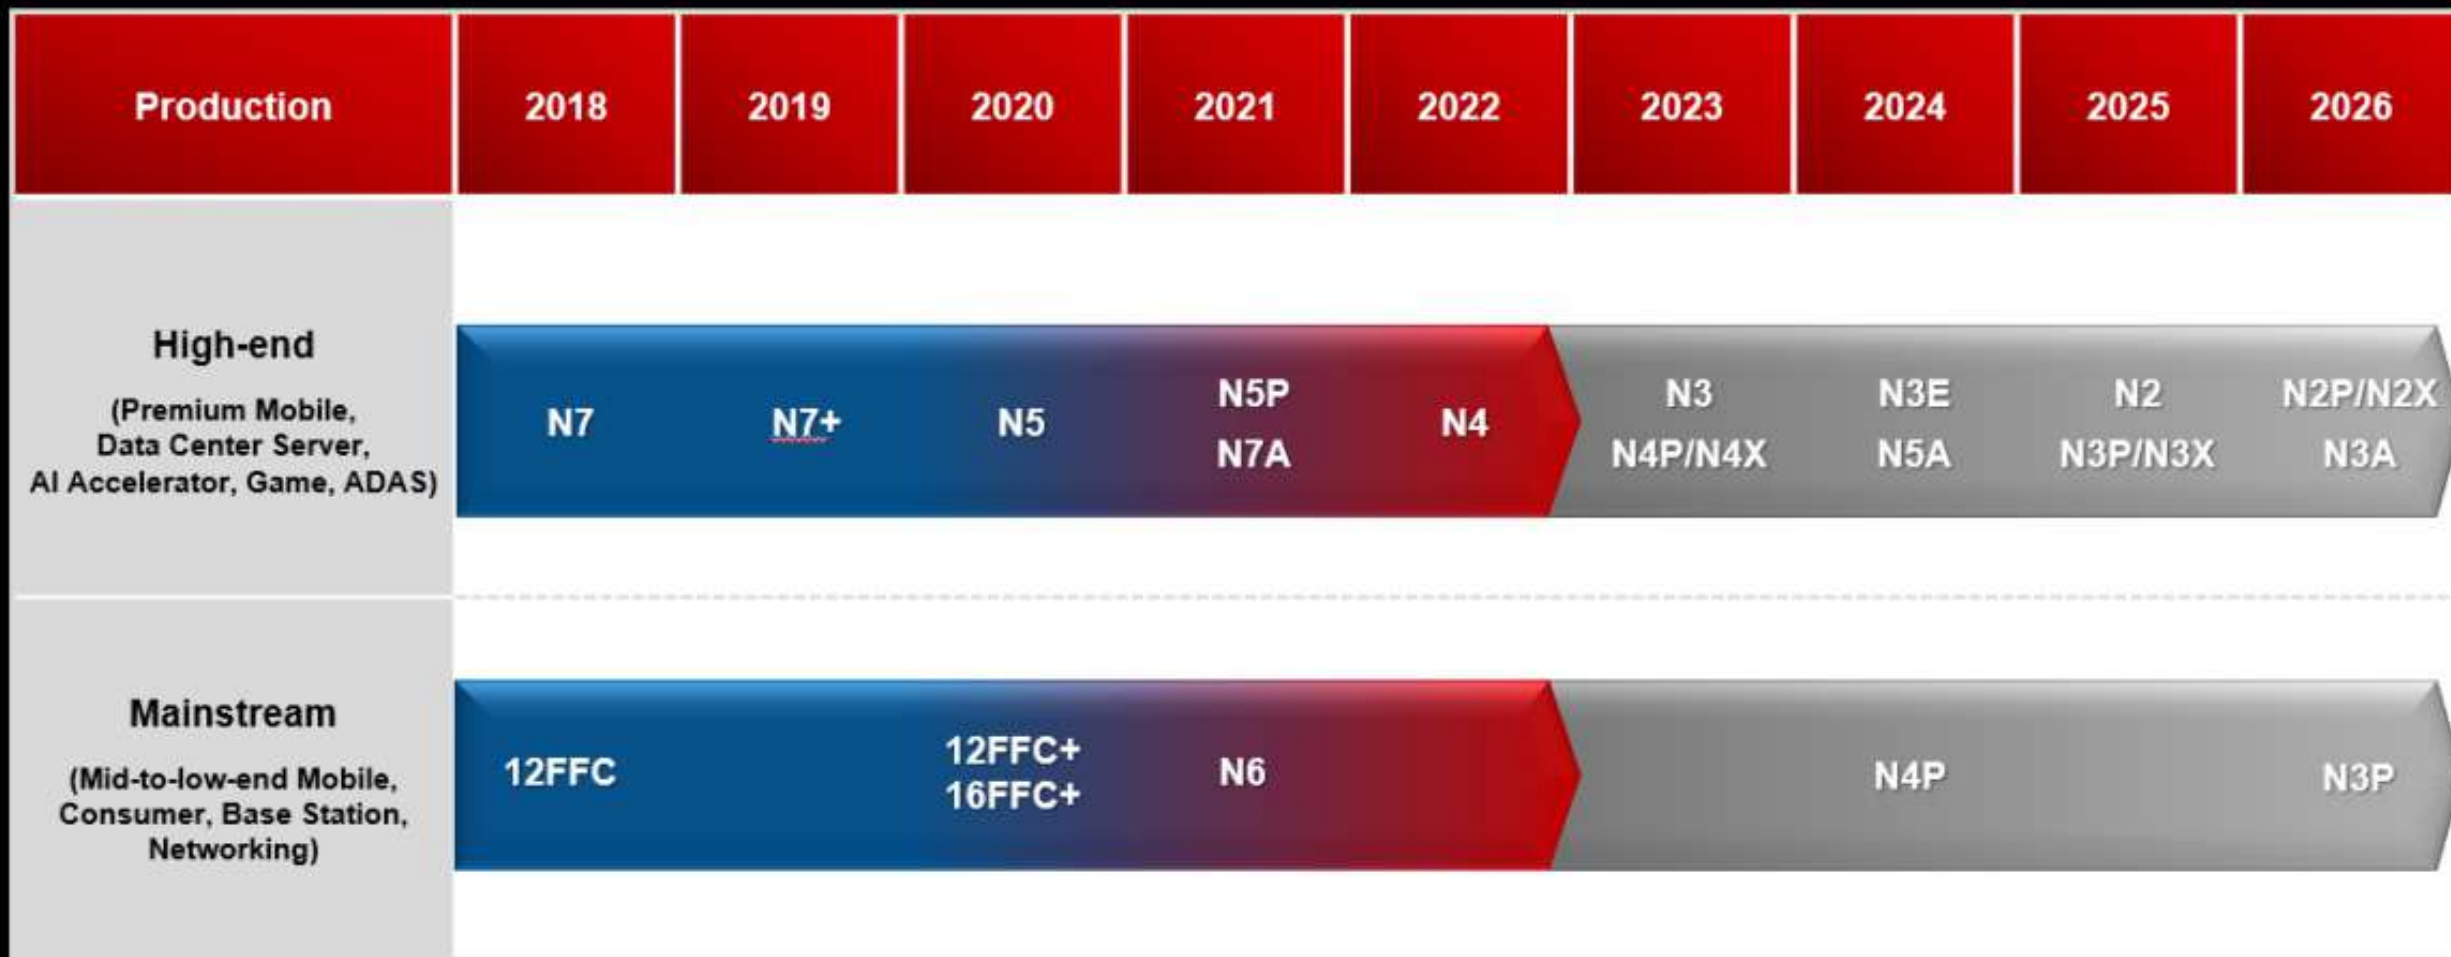 Production 2018 2019 2020 2021 2022 2023 2024 2025 2026
High-end
(Premium Mobile,
Data Center Server,
AI Accelerator, Game, ADAS)
N7 N7+ N5 N5P N4 N3 N3E N2 N2P/N2X
N7A N4P/N4X N5A N3P/N3X N3A
Mainstream
(Mid-to-low-end Mobile,
Consumer, Base Station,
Networking)
12FFC 12FFC+ N6 N4P N3P
16FFC+